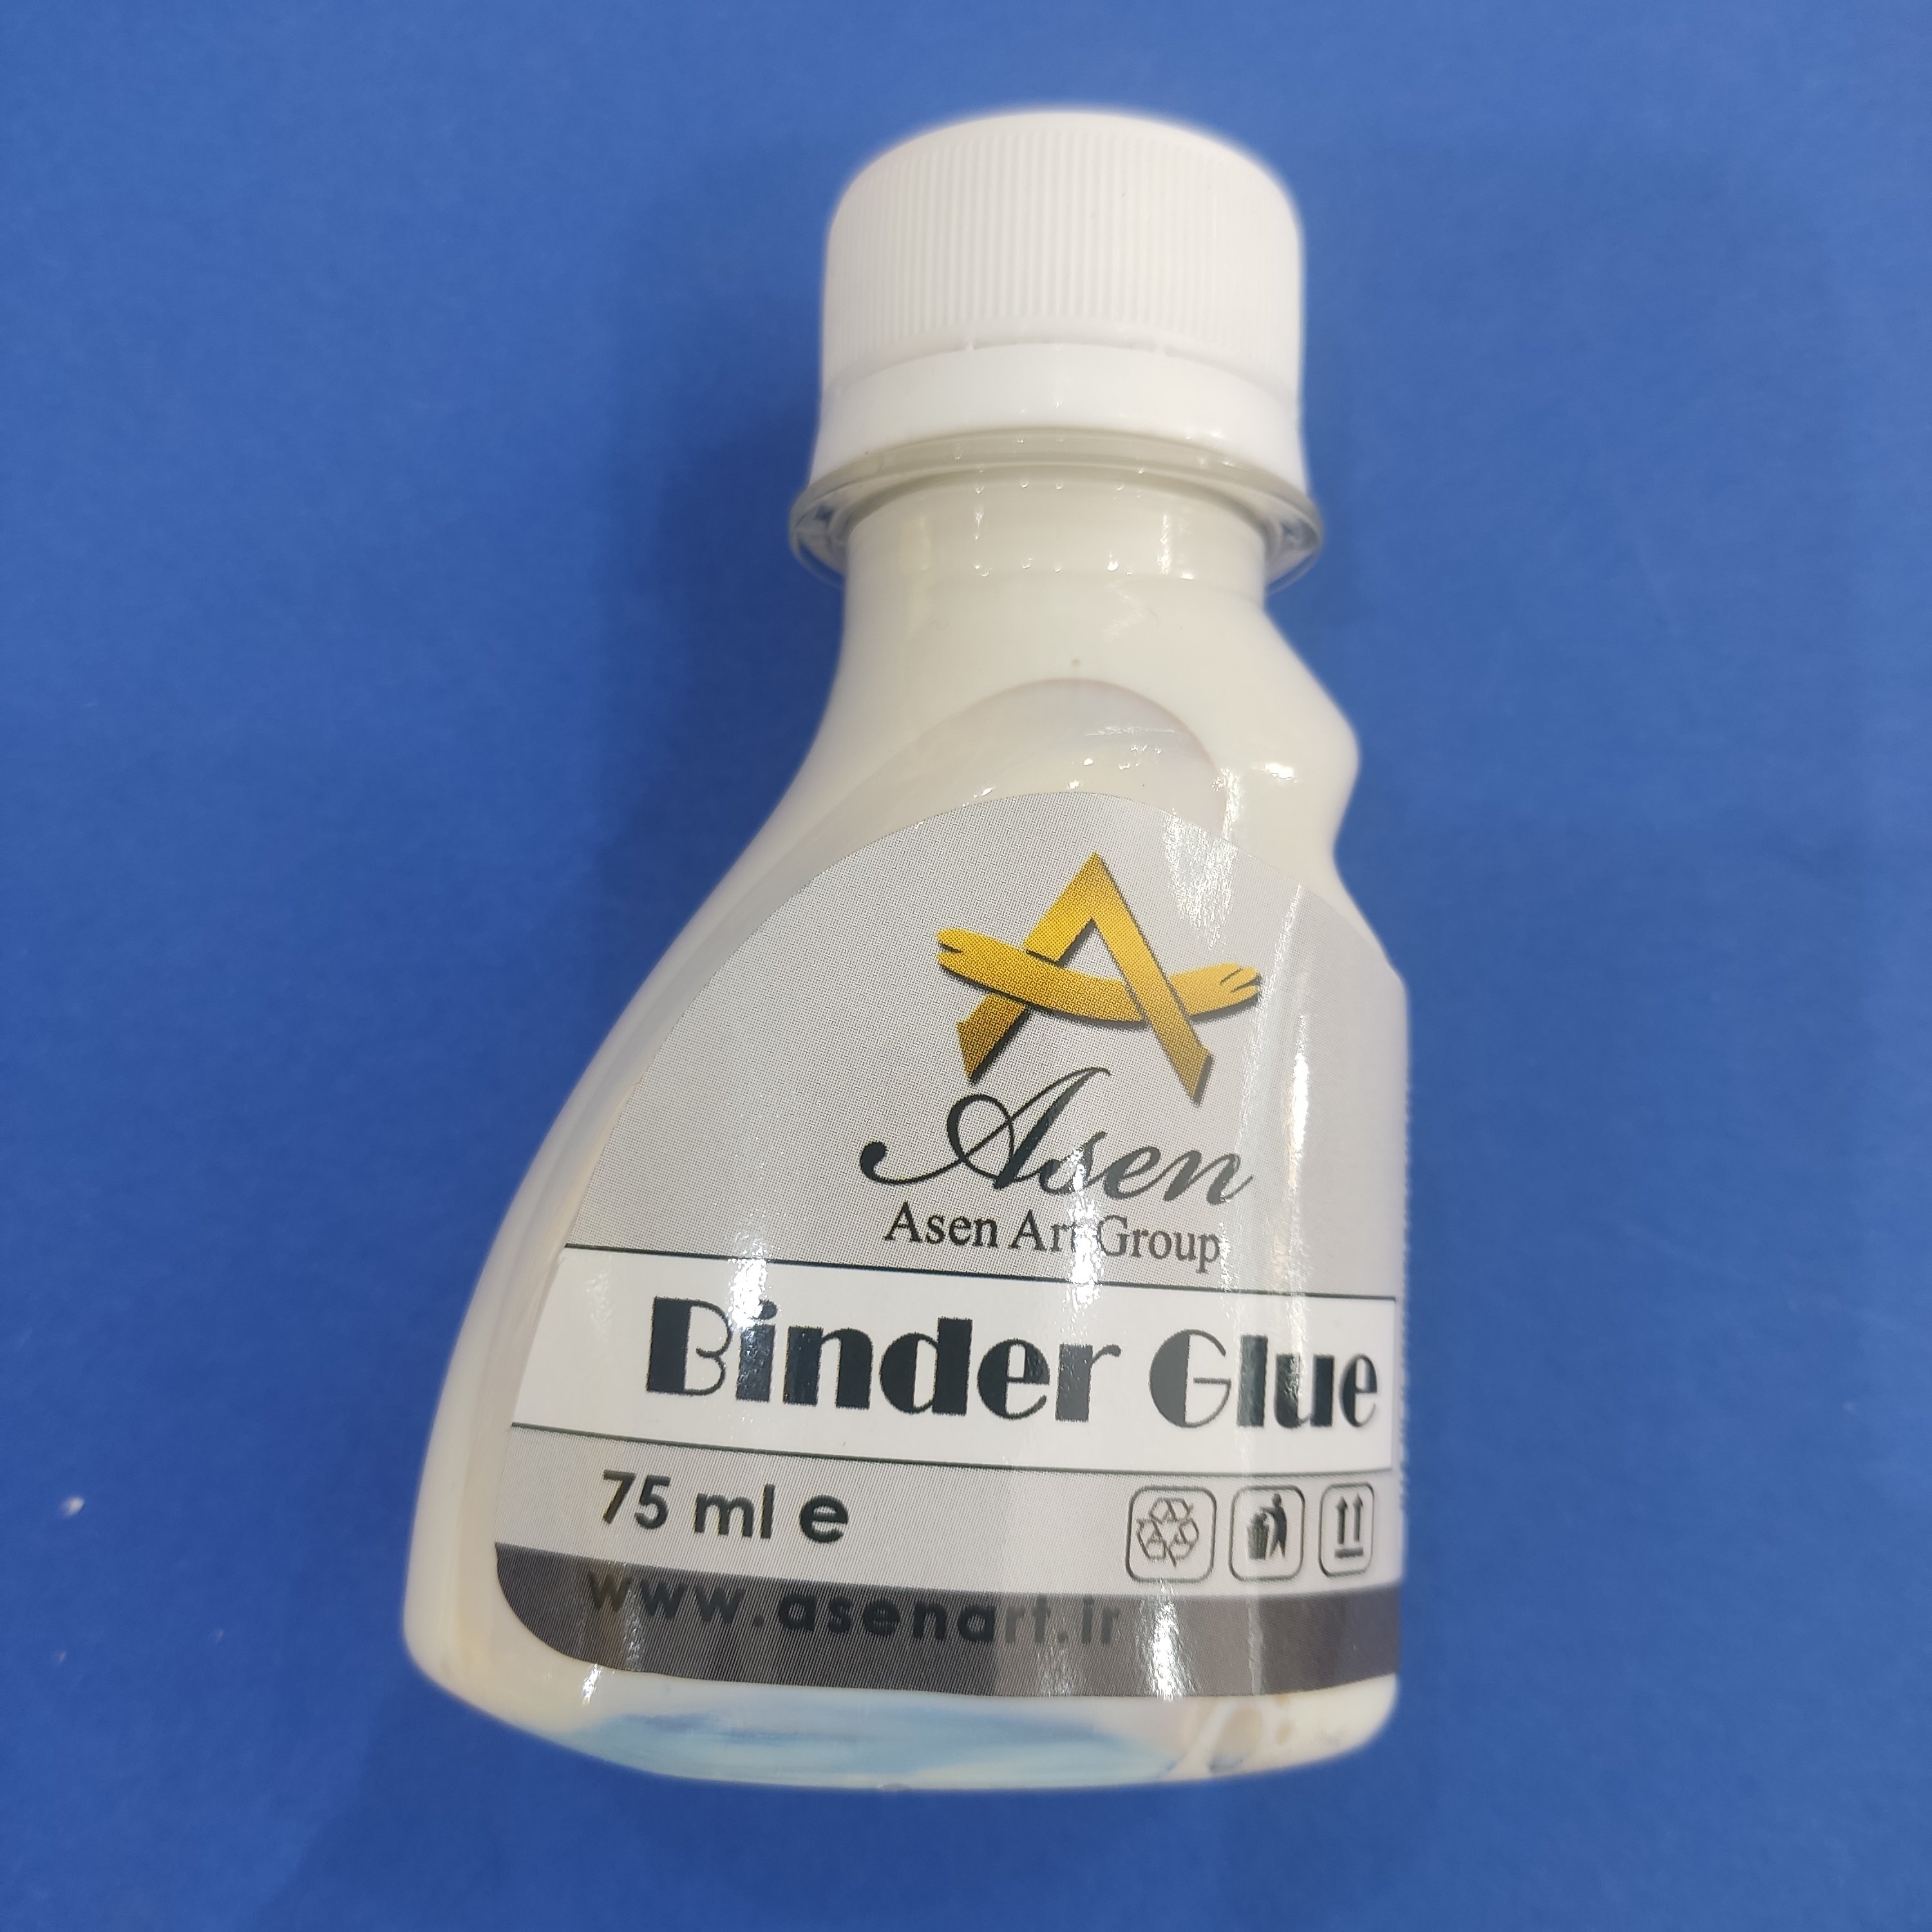 Asen
Asen Art Group
Binder Glue
75 ml e
www.asenart.ir